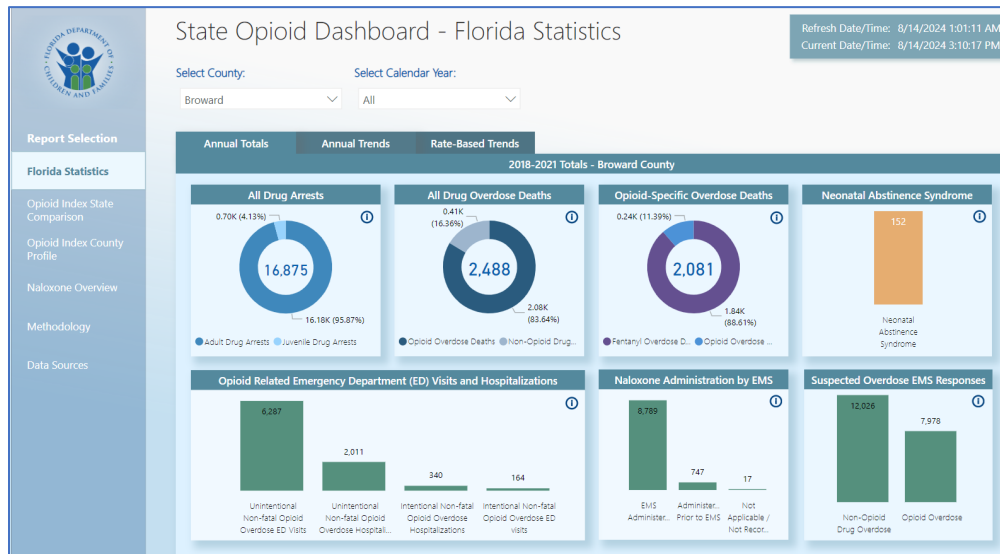 FLORIDA DEPARTMENT OF
CHILDREN AND FAMILIES
State Opioid Dashboard - Florida Statistics
Refresh Date/Time: 8/14/2024 1:01:11 AM
Current Date/Time: 8/14/2024 3:10:17 PM
Select County:
Select Calendar Year:
Broward
All
Report Selection
Florida Statistics
Opioid Index State
Comparison
Opioid Index County
Profile
Naloxone Overview
Methodology
Data Sources
Annual Totals
Annual Trends
Rate-Based Trends
2018-2021 Totals - Broward County
All Drug Arrests
0.70K (4.13%)
16,875
16.18K (95.87%)
Adult Drug Arrests
Juvenile Drug Arrests
All Drug Overdose Deaths
0.41K
(16.36%)
2,488
2.08K
(83.64%)
Opioid Overdose Deaths
Non-Opioid Drug...
Opioid-Specific Overdose Deaths
0.24K (11.39%)
2,081
1.84K
(88.61%)
Fentanyl Overdose D...
Opioid Overdose ...
Neonatal Abstinence Syndrome
152
Neonatal
Abstinence
Syndrome
Opioid Related Emergency Department (ED) Visits and Hospitalizations
6,287
2,011
340
164
Unintentional
Non-fatal Opioid
Overdose ED Visits
Unintentional
Non-fatal Opioid
Overdose Hospitali...
Intentional Non-fatal
Opioid Overdose
Hospitalizations
Intentional Non-fatal
Opioid Overdose ED
visits
Naloxone Administration by EMS
8,789
747
17
EMS
Administer...
Administer...
Prior to EMS
Not
Applicable /
Not Recor...
Suspected Overdose EMS Responses
12,026
7,978
Non-Opioid
Drug Overdose
Opioid Overdose